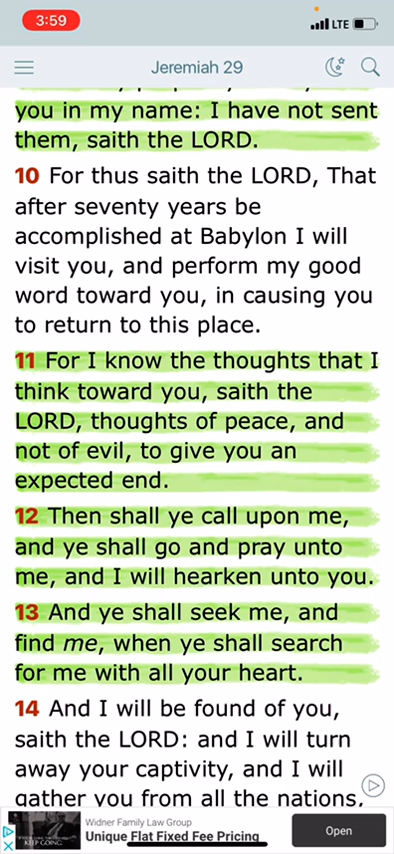 3:59
LTE
Jeremiah 29
you in my name: I have not sent
them, saith the LORD.
10 For thus saith the LORD, That
after seventy years be
accomplished at Babylon I will
visit you, and perform my good
word toward you, in causing you
to return to this place.
11 For I know the thoughts that I
think toward you, saith the
LORD, thoughts of peace, and
not of evil, to give you an
expected end.
12 Then shall ye call upon me,
and ye shall go and pray unto
me, and I will hearken unto you.
13 And ye shall seek me, and
find me, when ye shall search
for me with all your heart.
14 And I will be found of you,
saith the LORD: and I will turn
away your captivity, and I will
gather you from all the nations,
Widner Family Law Group
Unique Flat Fixed Fee Pricing
Open
KEEP GOING.